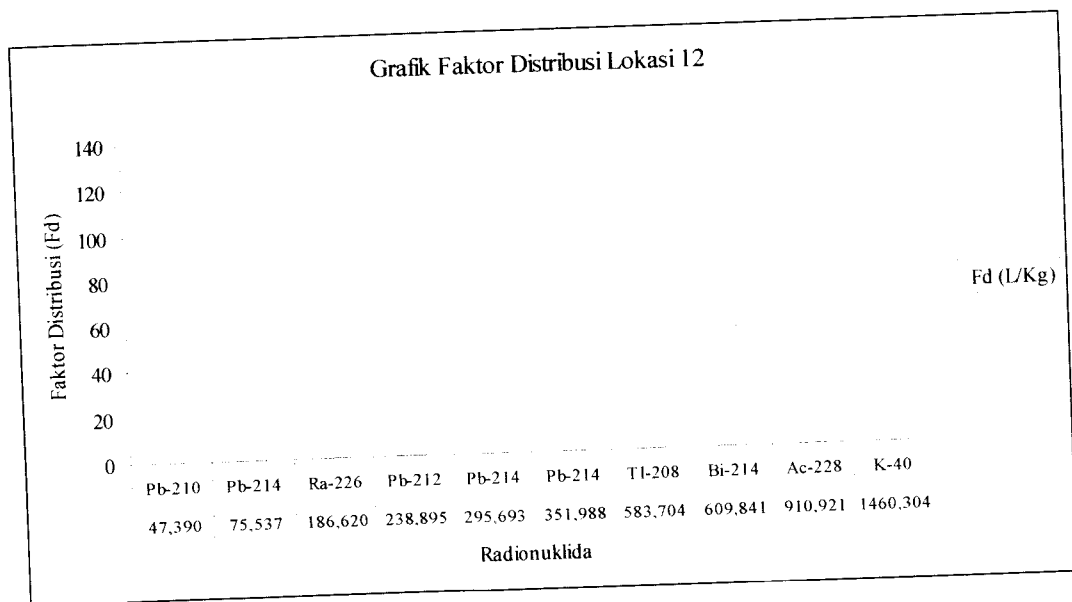 Grafik Faktor Distribusi Lokasi 12
Faktor Distribusi (Fd)
140
120
100
80
60
40
20
0
Pb-210 Pb-214 Ra-226 Pb-212 Pb-214 Pb-214 Tl-208 Bi-214 Ac-228 K-40
47,390 75,537 186,620 238,895 295,693 351,988 583,704 609,841 910,921 1460,304
Radionuklida
Fd (L/Kg)